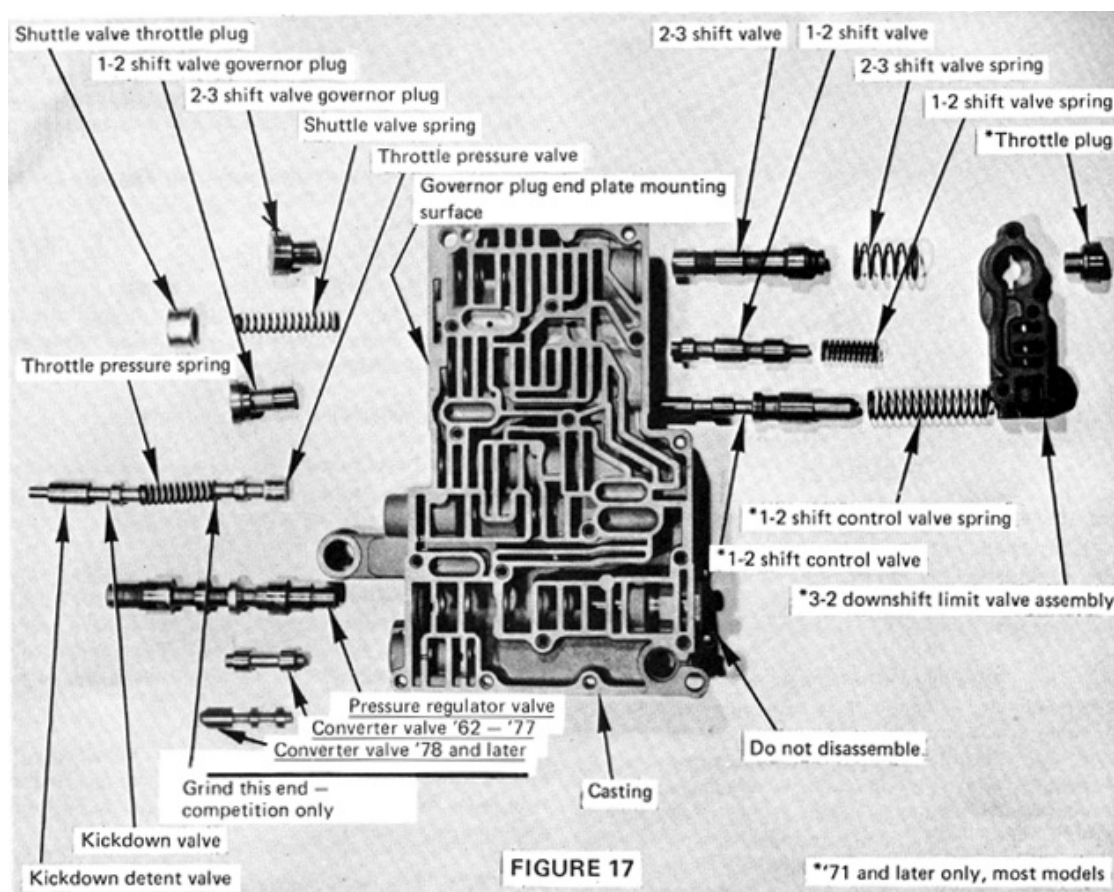 Shuttle valve throttle plug
1-2 shift valve governor plug
2-3 shift valve governor plug
Shuttle valve spring
Throttle pressure valve
Governor plug end plate mounting
surface
2-3 shift valve
1-2 shift valve
2-3 shift valve spring
1-2 shift valve spring
*Throttle plug
Throttle pressure spring
*1-2 shift control valve spring
*1-2 shift control valve
*3-2 downshift limit valve assembly
Pressure regulator valve
Converter valve '62 – '77
Converter valve '78 and later
Grind this end –
competition only
Kickdown valve
Kickdown detent valve
Casting
Do not disassemble
FIGURE 17
*'71 and later only, most models